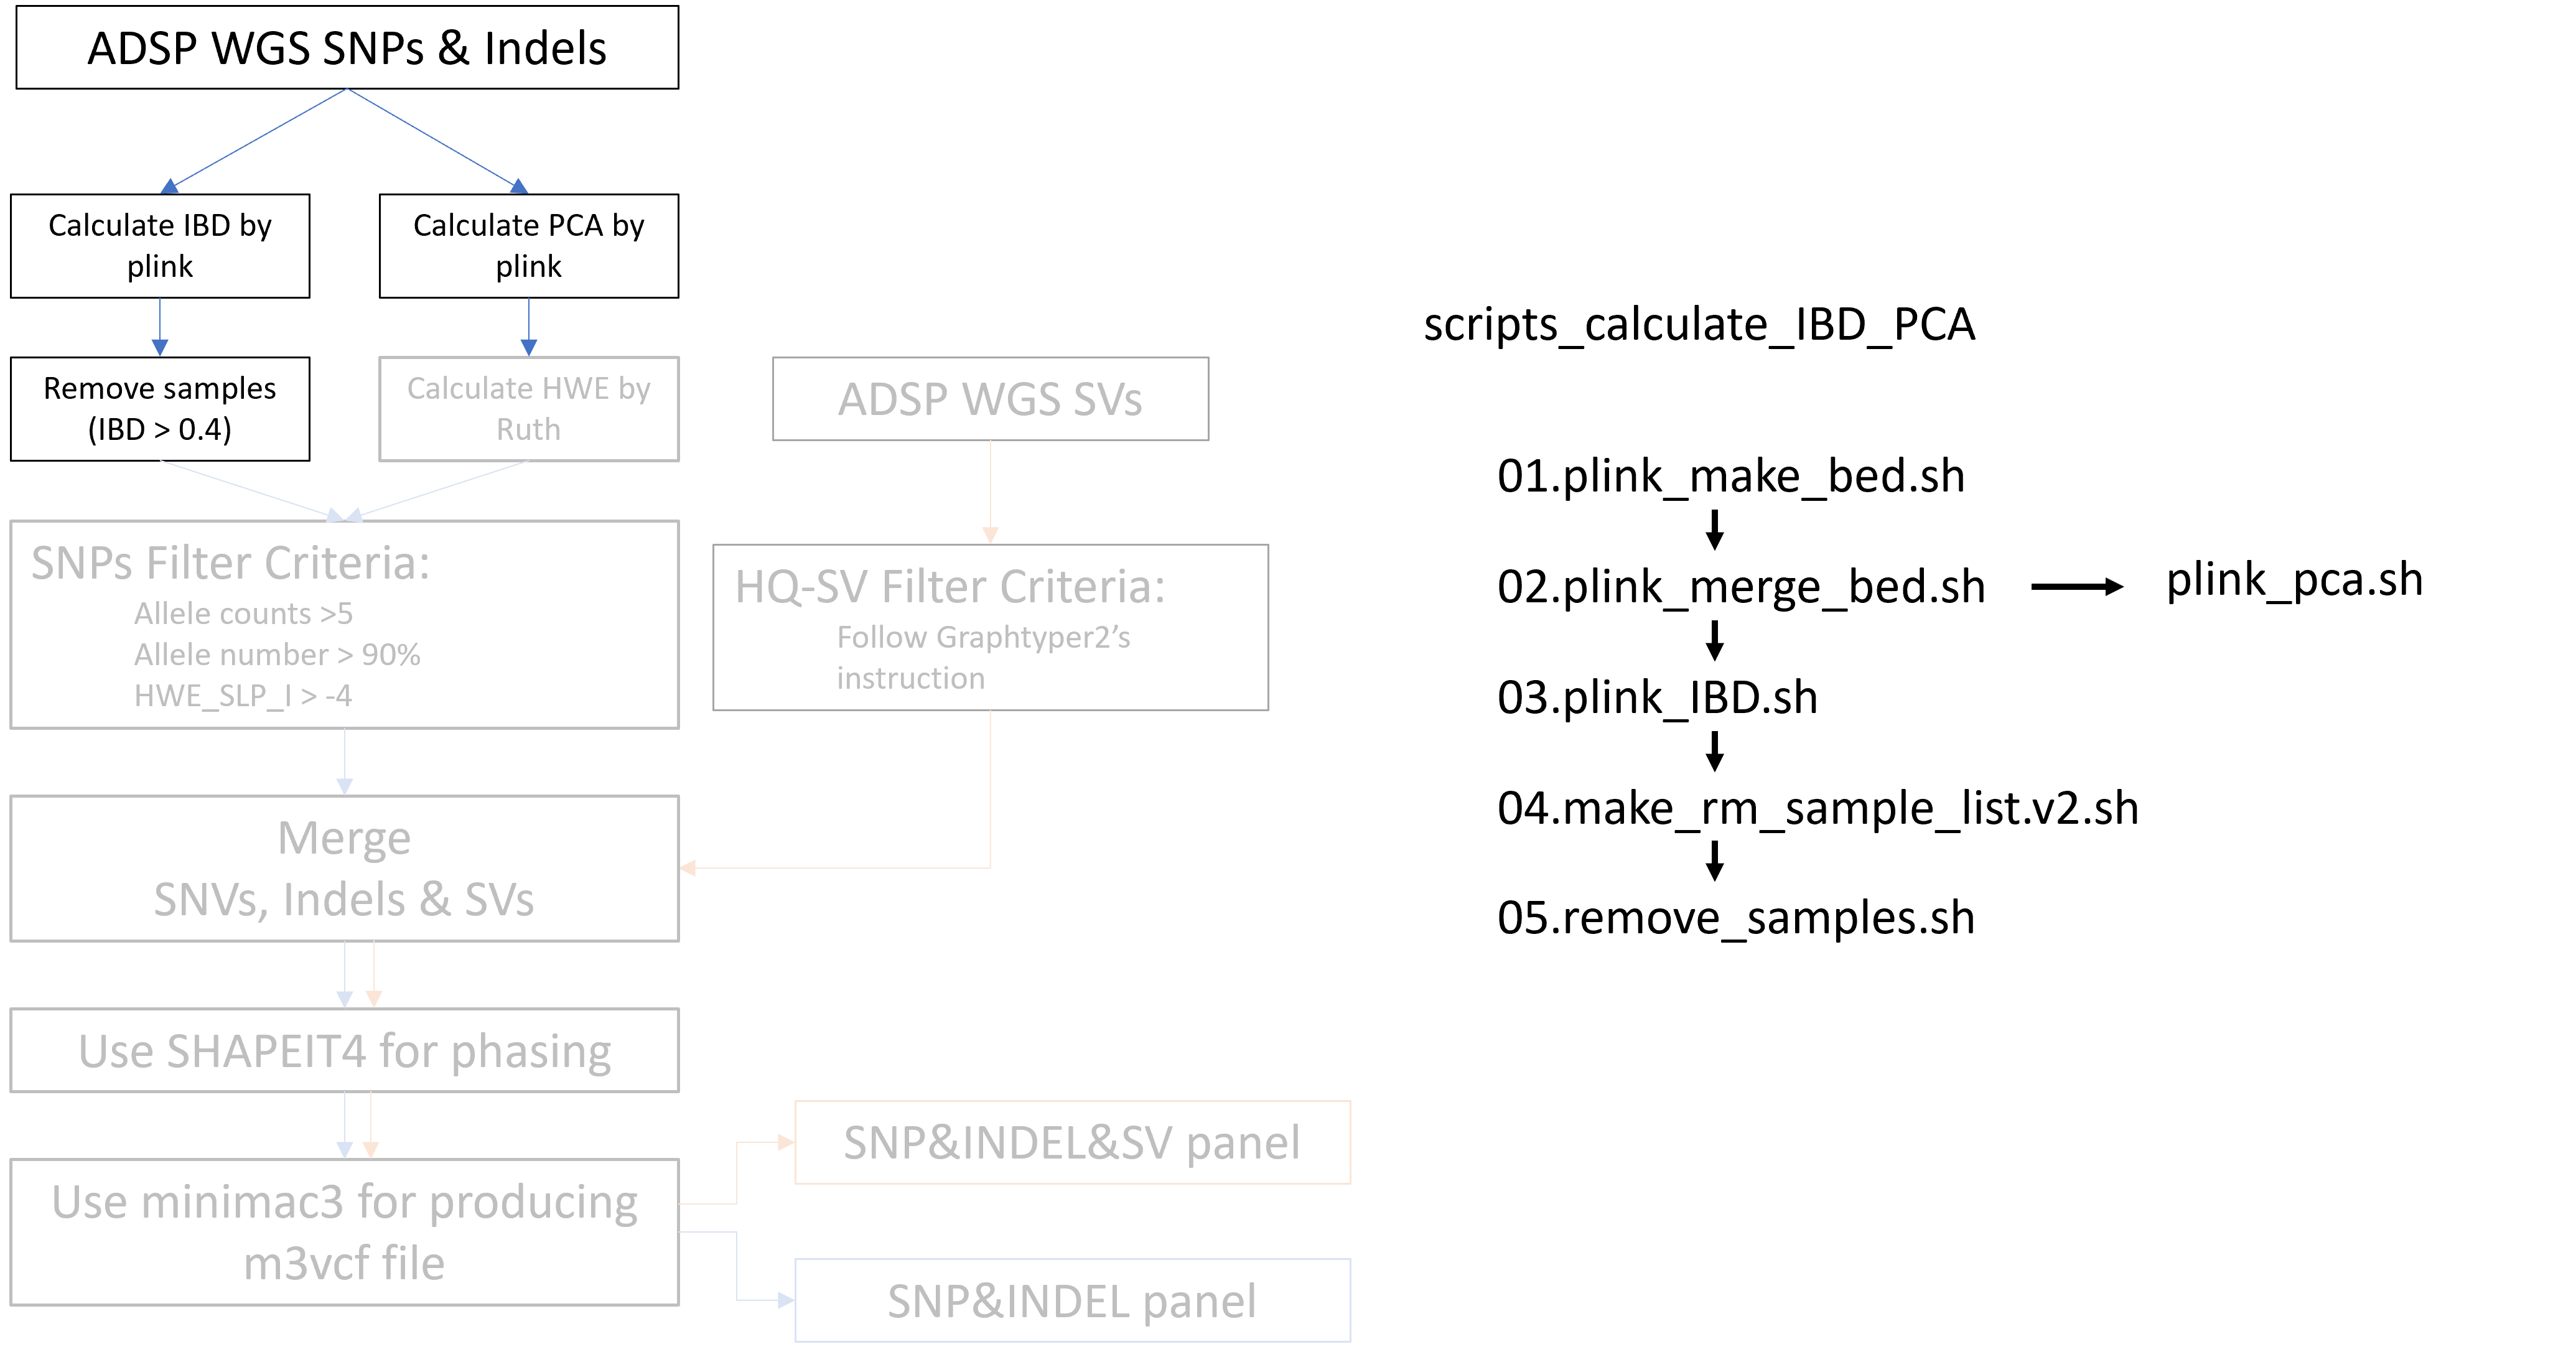 ADSP WGS SNPs & Indels
Calculate IBD by
plink
Calculate PCA by
plink
Remove samples
(IBD > 0.4)
Calculate HWE by
Ruth
SNPs Filter Criteria:
Allele counts >5
Allele number > 90%
HWE_SLP_I > -4
ADSP WGS SVs
HQ-SV Filter Criteria:
Follow Graphtyper2’s
instruction
Merge
SNVs, Indels & SVs
Use SHAPEIT4 for phasing
Use minimac3 for producing
m3vcf file
SNP&INDEL&SV panel
SNP&INDEL panel
scripts_calculate_IBD_PCA
01.plink_make_bed.sh
02.plink_merge_bed.sh
plink_pca.sh
03.plink_IBD.sh
04.make_rm_sample_list.v2.sh
05.remove_samples.sh